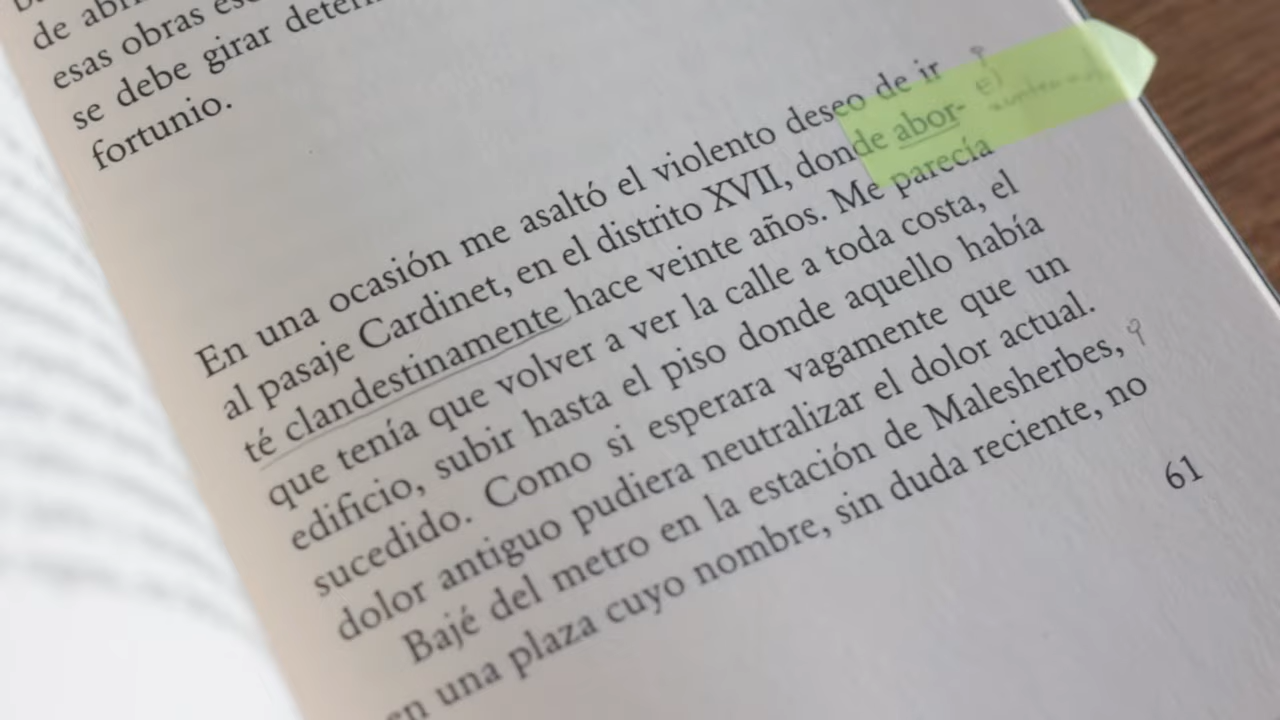 de
esas obras
se debe girar
fortunio.
En una ocasión me asaltó el violento deseo de ir
al pasaje Cardinet, en el distrito XVII, donde abor-
té clandestinamente hace veinte años. Me parecía
que tenía que volver a ver la calle a toda costa, el
edificio, subir hasta el piso donde aquello había
sucedido. Como si esperara vagamente que un
dolor antiguo pudiera neutralizar el dolor actual.
Bajé del metro en la estación de Malesherbes,
en una plaza cuyo nombre, sin duda reciente, no
61
el